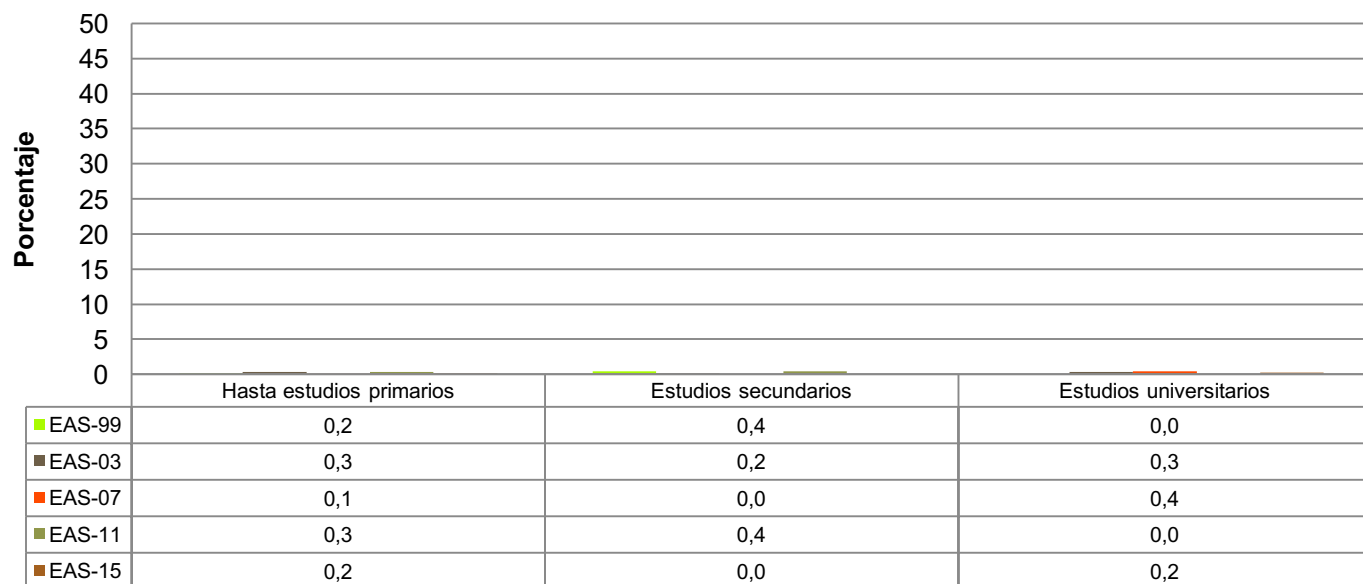 Porcentaje
50
45
40
35
30
25
20
15
10
5
0
Hasta estudios primarios Estudios secundarios Estudios universitarios
EAS-99 0,2 0,4 0,0
EAS-03 0,3 0,2 0,3
EAS-07 0,1 0,0 0,4
EAS-11 0,3 0,4 0,0
EAS-15 0,2 0,0 0,2